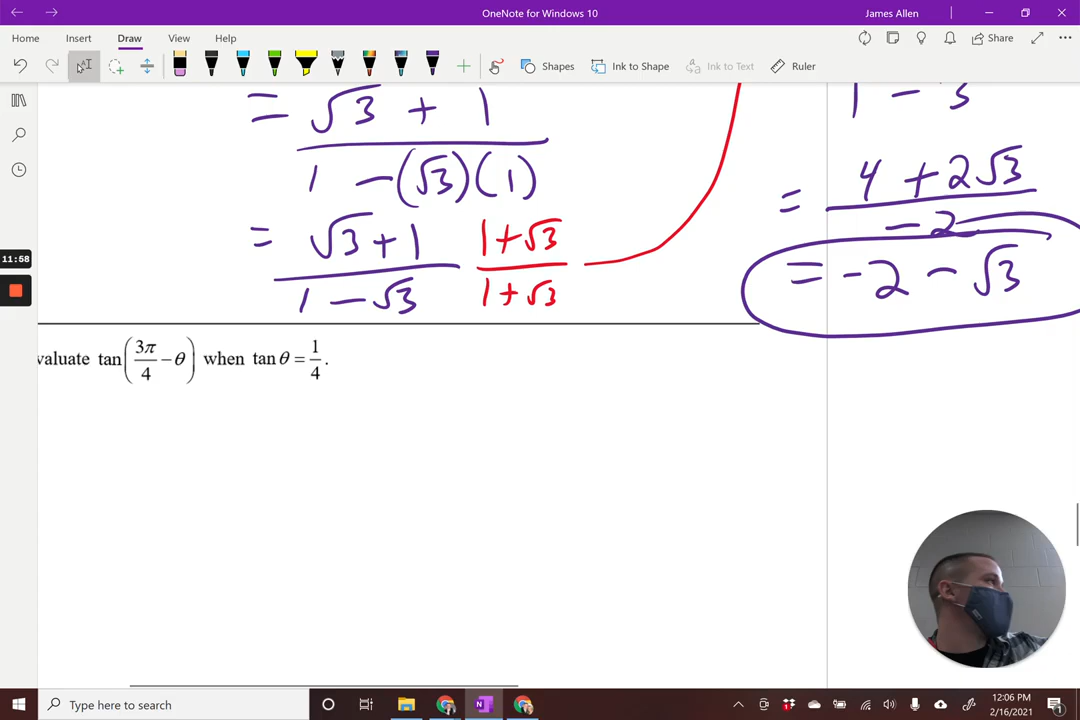 OneNote for Windows 10
James Allen
Home Insert Draw View Help
Share
Shapes Ink to Shape Ink to Text Ruler
= √3 + 1
1 - (√3)(1)
= √3 + 1 1 + √3
1 - √3 1 + √3
1 - 3
= 4 + 2√3
- 2
= -2 - √3
11:58
valuate tan(3π/4 − θ) when tan θ = 1/4.
Type here to search
12:06 PM
2/16/2021